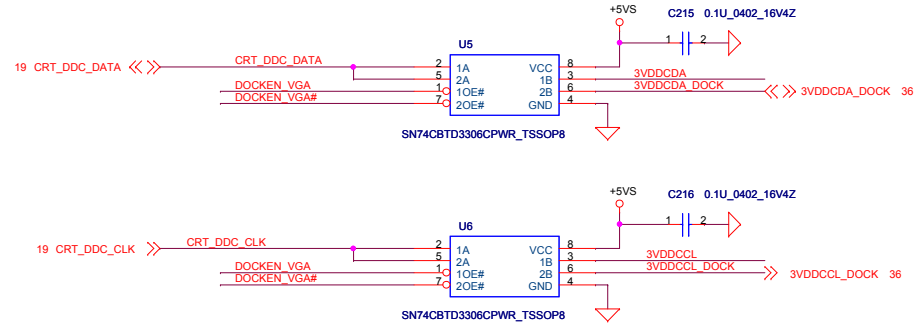 +5VS
C215 0.1U_0402_16V4Z
1 2
U5
19 CRT_DDC_DATA CRT_DDC_DATA 2 1A VCC 8
5 2A 1B 3 3VDDCDA
DOCKEN_VGA 1 1OE# 2B 6 3VDDCDA_DOCK 3VDDCDA_DOCK 36
DOCKEN_VGA# 7 2OE# GND 4
SN74CBTD3306CPWR_TSSOP8
+5VS
C216 0.1U_0402_16V4Z
1 2
U6
19 CRT_DDC_CLK CRT_DDC_CLK 2 1A VCC 8
5 2A 1B 3 3VDDCCL
DOCKEN_VGA 1 1OE# 2B 6 3VDDCCL_DOCK 3VDDCCL_DOCK 36
DOCKEN_VGA# 7 2OE# GND 4
SN74CBTD3306CPWR_TSSOP8